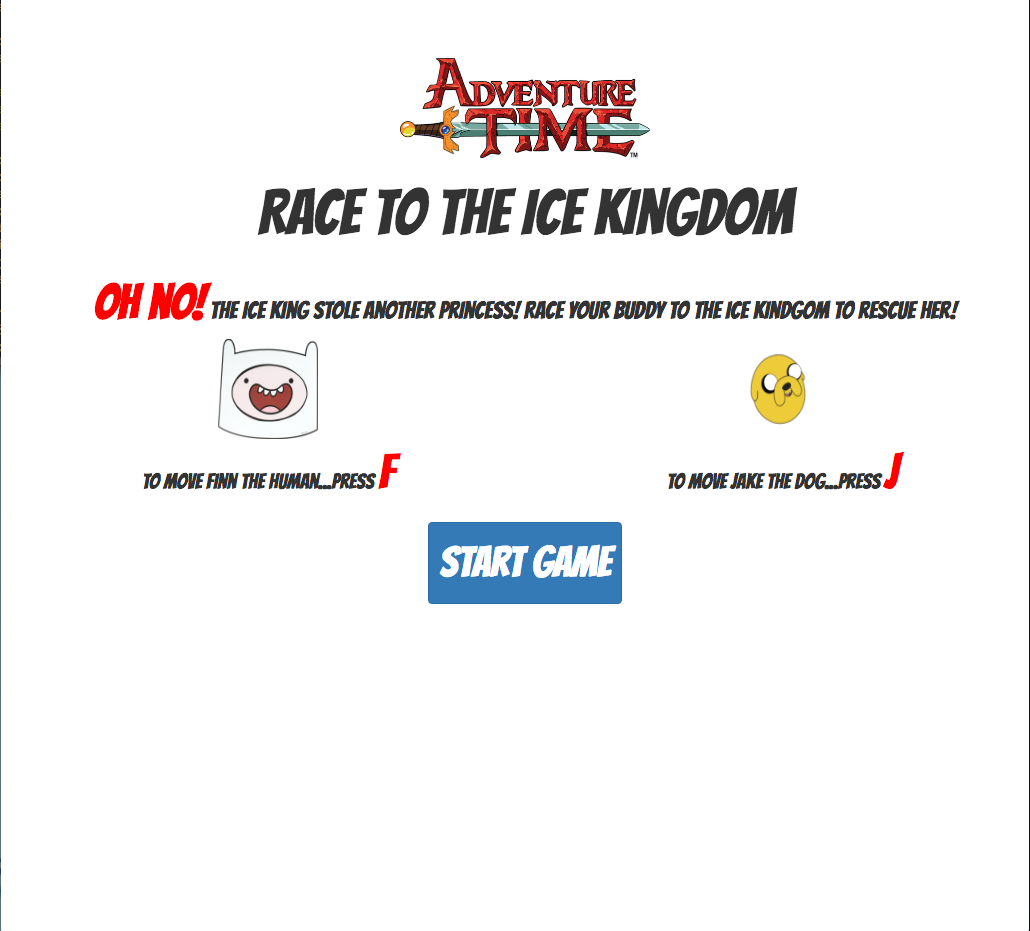 ADVENTURE
TIME™
RACE TO THE ICE KINGDOM
OH NO! THE ICE KING STOLE ANOTHER PRINCESS! RACE YOUR BUDDY TO THE ICE KINDGOM TO RESCUE HER!
TO MOVE FINN THE HUMAN...PRESS F
TO MOVE JAKE THE DOG...PRESS J
START GAME